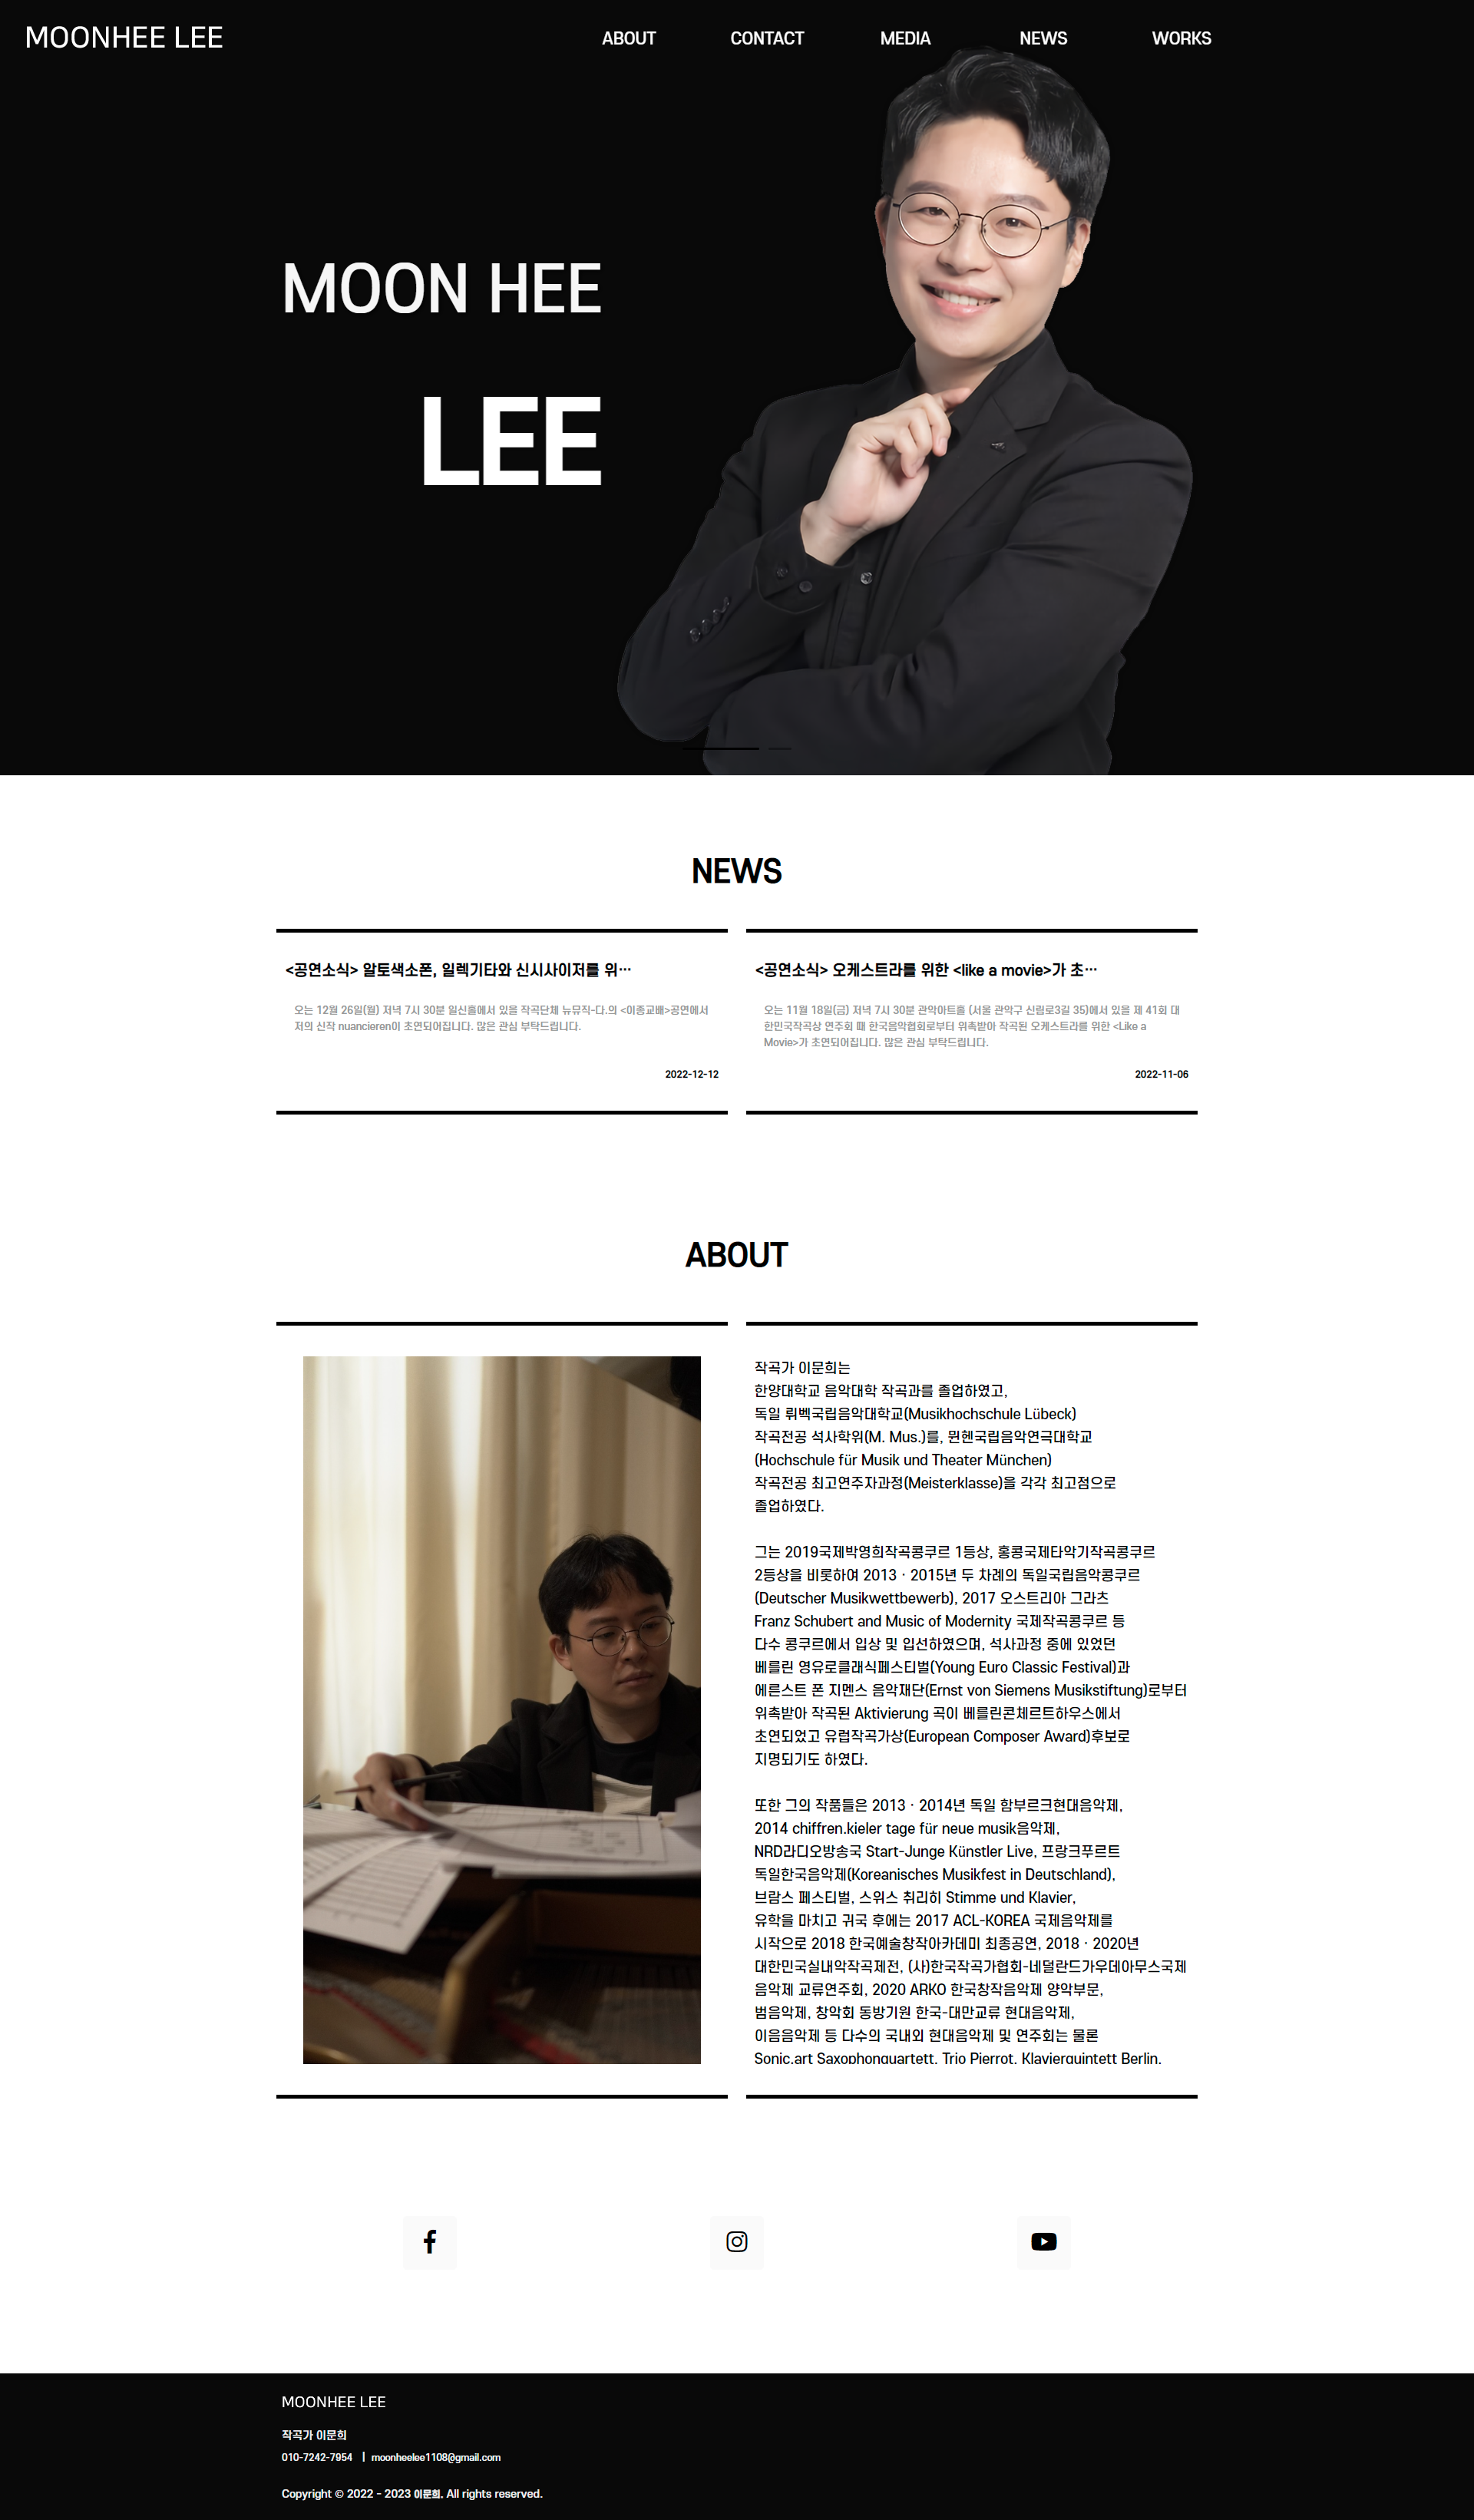 MOONHEE LEE
ABOUT
CONTACT
MEDIA
NEWS
WORKS
MOON HEE
LEE
NEWS
<공연소식> 알토색소폰, 일렉기타와 신시사이저를 위…
오는 12월 26일(월) 저녁 7시 30분 일신홀에서 있을 작곡단체 뉴뮤직-다.의 <이종교배>공연에서
저의 신작 nuancieren이 초연되어집니다. 많은 관심 부탁드립니다.
2022-12-12
<공연소식> 오케스트라를 위한 <like a movie>가 초…
오는 11월 18일(금) 저녁 7시 30분 관악아트홀 (서울 관악구 신림로3길 35)에서 있을 제 41회 대
한민국작곡상 연주회 때 한국음악협회로부터 위촉받아 작곡된 오케스트라를 위한 <Like a
Movie>가 초연되어집니다. 많은 관심 부탁드립니다.
2022-11-06
ABOUT
작곡가 이문희는
한양대학교 음악대학 작곡과를 졸업하였고,
독일 뤼벡국립음악대학교(Musikhochschule Lübeck)
작곡전공 석사학위(M. Mus.)를, 뮌헨국립음악연극대학교
(Hochschule für Musik und Theater München)
작곡전공 최고연주자과정(Meisterklasse)을 각각 최고점으로
졸업하였다.
그는 2019국제박영희작곡콩쿠르 1등상, 홍콩국제타악기작곡콩쿠르
2등상을 비롯하여 2013 · 2015년 두 차례의 독일국립음악콩쿠르
(Deutscher Musikwettbewerb), 2017 오스트리아 그라츠
Franz Schubert and Music of Modernity 국제작곡콩쿠르 등
다수 콩쿠르에서 입상 및 입선하였으며, 석사과정 중에 있었던
베를린 영유로클래식페스티벌(Young Euro Classic Festival)과
에른스트 폰 지멘스 음악재단(Ernst von Siemens Musikstiftung)로부터
위촉받아 작곡된 Aktivierung 곡이 베를린콘체르트하우스에서
초연되었고 유럽작곡가상(European Composer Award)후보로
지명되기도 하였다.
또한 그의 작품들은 2013 · 2014년 독일 함부르크현대음악제,
2014 chiffren.kieler tage für neue musik음악제,
NRD라디오방송국 Start-Junge Künstler Live, 프랑크푸르트
독일한국음악제(Koreanisches Musikfest in Deutschland),
브람스 페스티벌, 스위스 취리히 Stimme und Klavier,
유학을 마치고 귀국 후에는 2017 ACL-KOREA 국제음악제를
시작으로 2018 한국예술창작아카데미 최종공연, 2018 · 2020년
대한민국실내악작곡제전, (사)한국작곡가협회-네덜란드가우데아무스국제
음악제 교류연주회, 2020 ARKO 한국창작음악제 양악부문,
범음악제, 창악회 동방기원 한국-대만교류 현대음악제,
이음음악제 등 다수의 국내외 현대음악제 및 연주회는 물론
Sonic.art Saxophonquartett, Trio Pierrot, Klavierquintett Berlin,
MOONHEE LEE
작곡가 이문희
010-7242-7954 | moonheelee1108@gmail.com
Copyright © 2022 - 2023 이문희. All rights reserved.